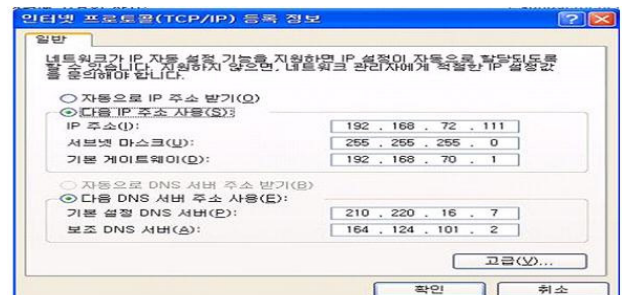 인터넷 프로토콜(TCP/IP) 등록 정보
일반
네트워크가 IP 자동 설정 기능을 지원하면 IP 설정이 자동으로 할당되도록
할 수 있습니다. 지원하지 않으면, 네트워크 관리자에게 적절한 IP 설정값
을 문의해야 합니다.
자동으로 IP 주소 받기(O)
다음 IP 주소 사용(S):
IP 주소(I): 192 . 168 . 72 . 111
서브넷 마스크(U): 255 . 255 . 255 . 0
기본 게이트웨이(D): 192 . 168 . 70 . 1
자동으로 DNS 서버 주소 받기(B)
다음 DNS 서버 주소 사용(E):
기본 설정 DNS 서버(P): 210 . 220 . 16 . 7
보조 DNS 서버(A): 164 . 124 . 101 . 2
고급(V)...
확인 취소